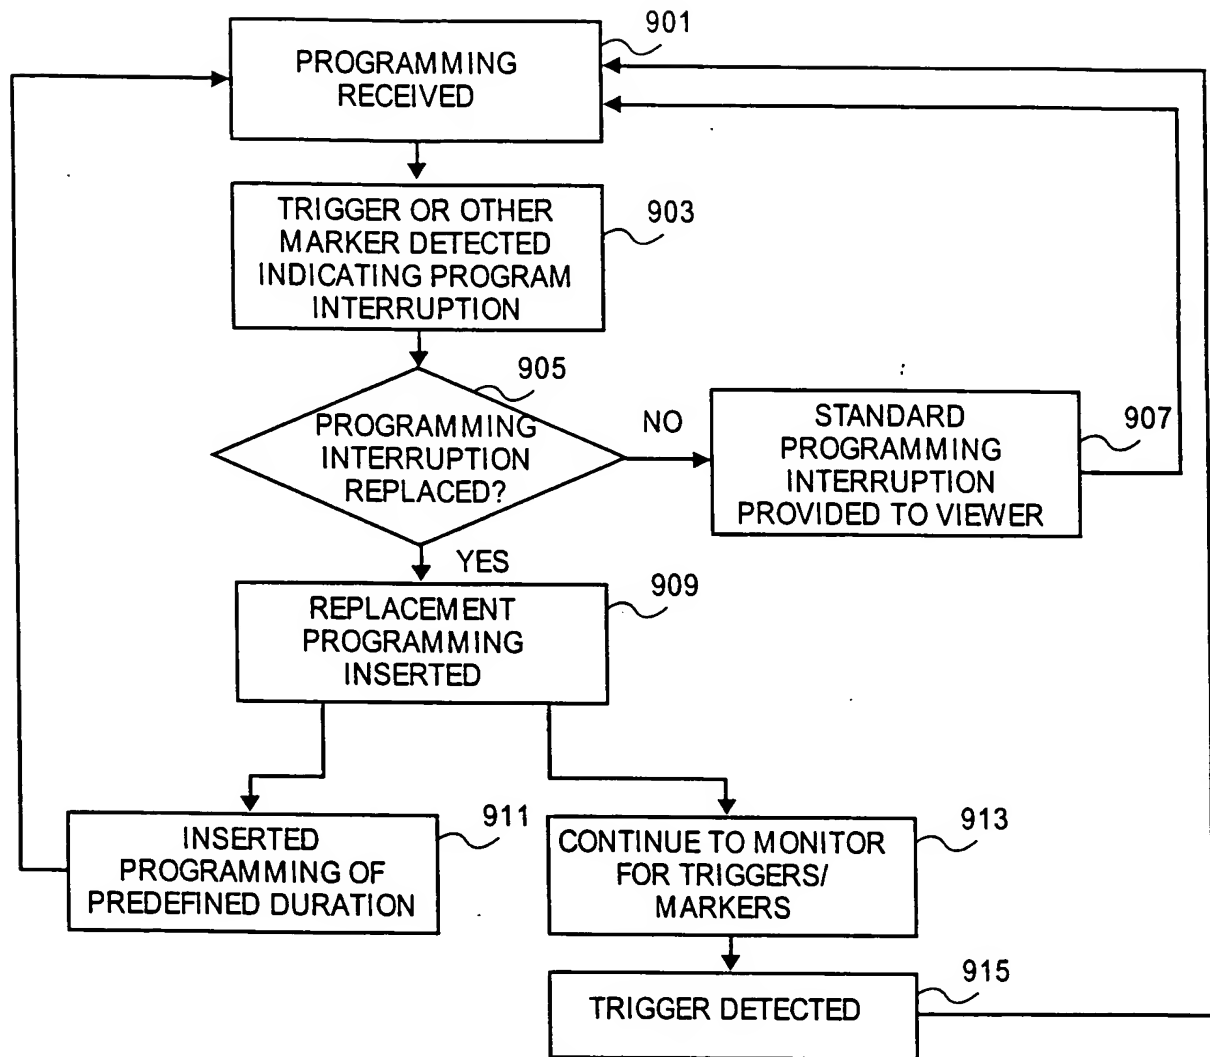 901
PROGRAMMING
RECEIVED
TRIGGER OR OTHER
MARKER DETECTED
INDICATING PROGRAM
INTERRUPTION
903
905
PROGRAMMING
INTERRUPTION
REPLACED?
NO
STANDARD
PROGRAMMING
INTERRUPTION
PROVIDED TO VIEWER
907
YES
REPLACEMENT
PROGRAMMING
INSERTED
909
INSERTED
PROGRAMMING OF
PREDEFINED DURATION
911
CONTINUE TO MONITOR
FOR TRIGGERS/
MARKERS
913
TRIGGER DETECTED
915